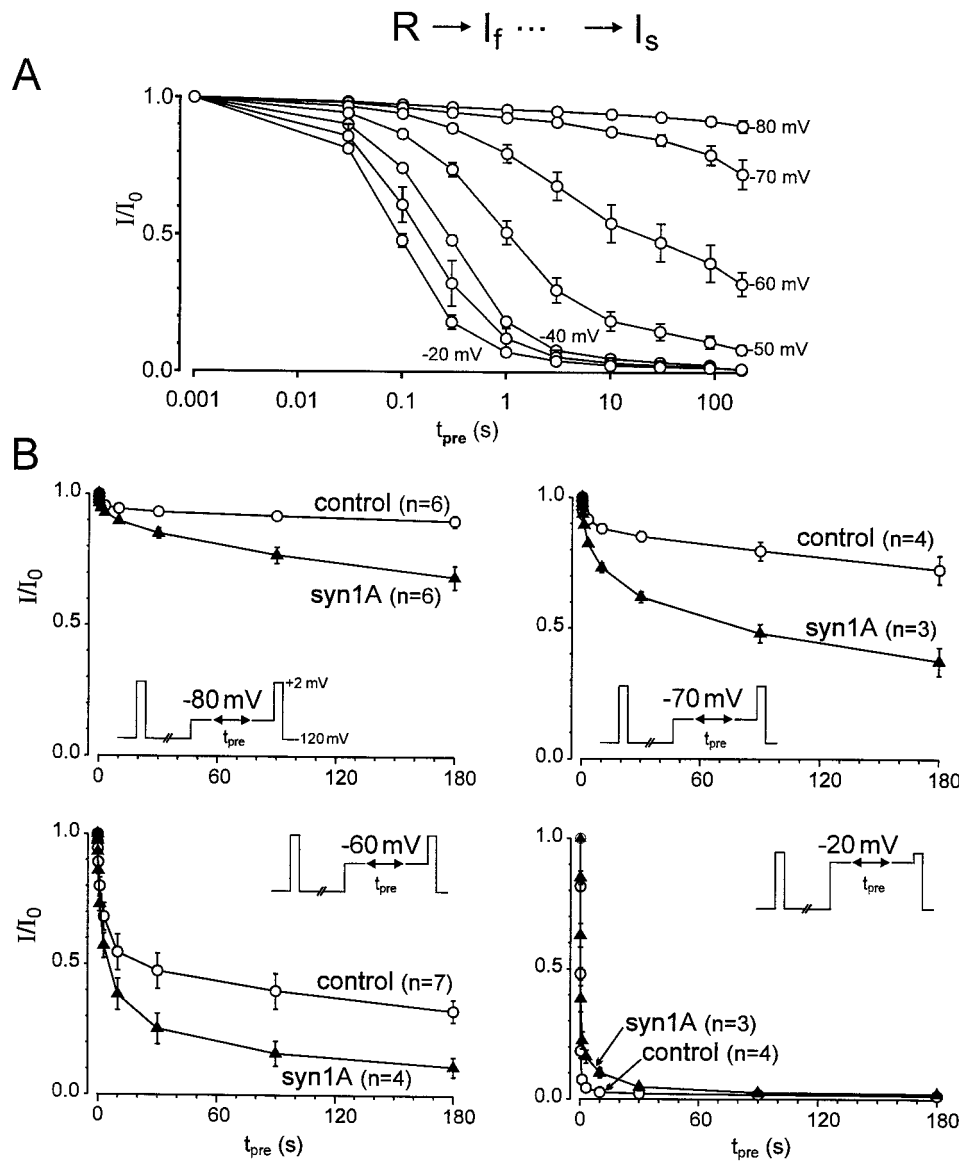 R → I_f ··· → I_s
A
I/I₀
1.0
0.5
0.0
-80 mV
-70 mV
-60 mV
-50 mV
-40 mV
-20 mV
0.001 0.01 0.1 1 10 100
t_pre (s)
B
I/I₀
1.0
0.5
0.0
control (n=6)
syn1A (n=6)
-80 mV
+2 mV
t_pre
-120 mV
0 60 120 180
1.0
0.5
0.0
control (n=4)
syn1A (n=3)
-70 mV
t_pre
0 60 120 180
I/I₀
1.0
0.5
0.0
-60 mV
t_pre
control (n=7)
syn1A (n=4)
0 60 120 180
t_pre (s)
1.0
0.5
0.0
-20 mV
t_pre
syn1A (n=3)
control (n=4)
0 60 120 180
t_pre (s)